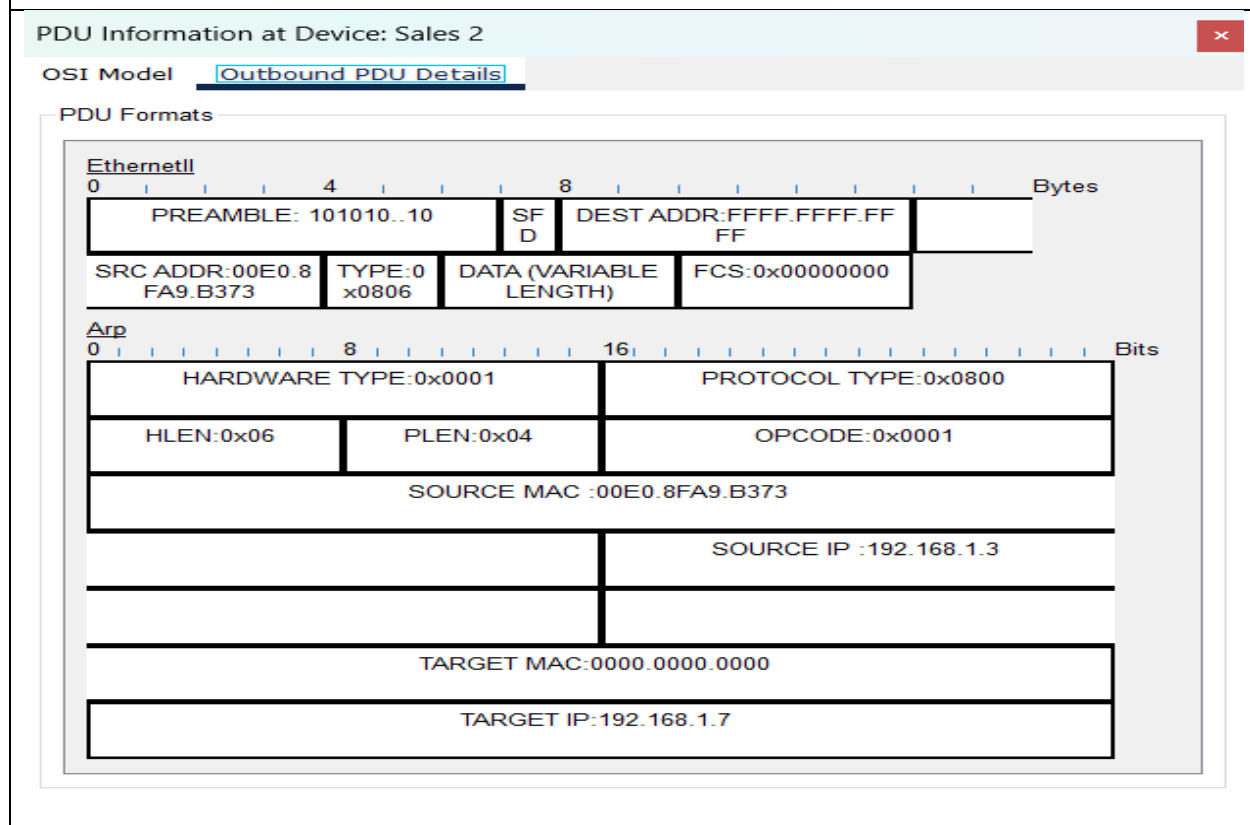 PDU Information at Device: Sales 2
×
OSI Model Outbound PDU Details
PDU Formats
EthernetII
0 4 8 Bytes
PREAMBLE: 101010..10
SF
D
DEST ADDR:FFFF.FFFF.FF
FF
SRC ADDR:00E0.8
FA9.B373
TYPE:0
x0806
DATA (VARIABLE
LENGTH)
FCS:0x00000000
Arp
0 8 16 Bits
HARDWARE TYPE:0x0001 PROTOCOL TYPE:0x0800
HLEN:0x06 PLEN:0x04 OPCODE:0x0001
SOURCE MAC :00E0.8FA9.B373
SOURCE IP :192.168.1.3
TARGET MAC:0000.0000.0000
TARGET IP:192.168.1.7